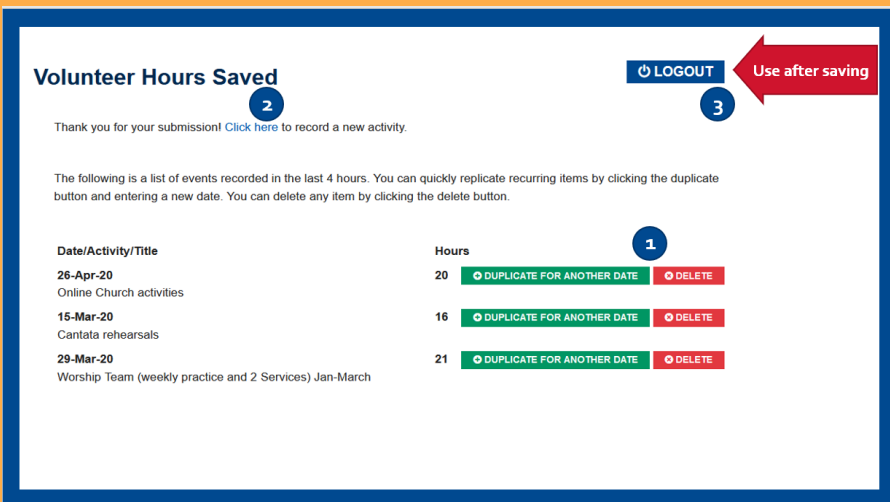 Volunteer Hours Saved
LOGOUT
Use after saving
2
3
Thank you for your submission! Click here to record a new activity.
The following is a list of events recorded in the last 4 hours. You can quickly replicate recurring items by clicking the duplicate
button and entering a new date. You can delete any item by clicking the delete button.
1
Date/Activity/Title Hours
26-Apr-20 20 DUPLICATE FOR ANOTHER DATE DELETE
Online Church activities
15-Mar-20 16 DUPLICATE FOR ANOTHER DATE DELETE
Cantata rehearsals
29-Mar-20 21 DUPLICATE FOR ANOTHER DATE DELETE
Worship Team (weekly practice and 2 Services) Jan-March